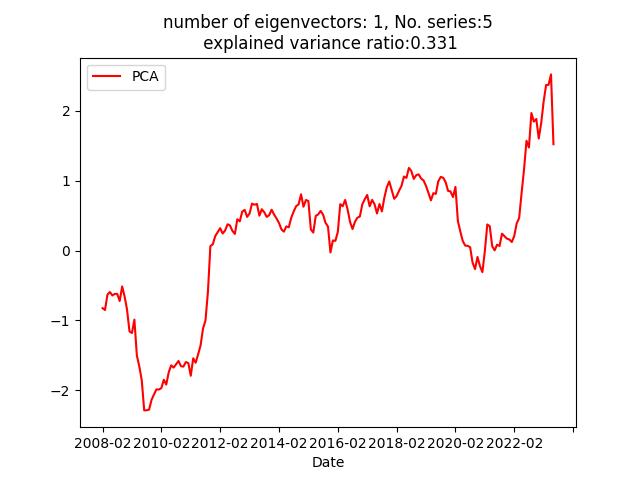 number of eigenvectors: 1, No. series:5
explained variance ratio:0.331
PCA
2
1
0
−1
−2
2008-02 2010-02 2012-02 2014-02 2016-02 2018-02 2020-02 2022-02
Date